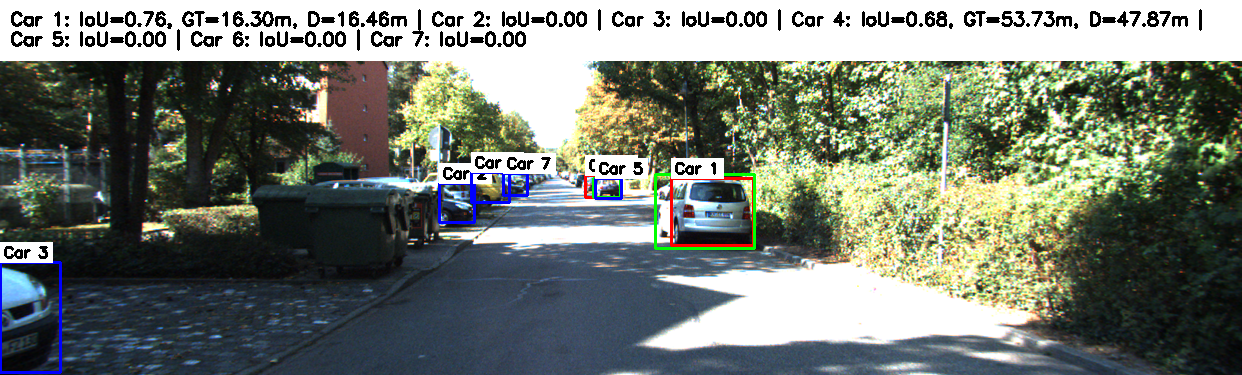 Car 1: IoU=0.76, GT=16.30m, D=16.46m | Car 2: IoU=0.00 | Car 3: IoU=0.00 | Car 4: IoU=0.68, GT=53.73m, D=47.87m |
Car 5: IoU=0.00 | Car 6: IoU=0.00 | Car 7: IoU=0.00
Car
Car 7
Car 5
Car 1
Car 3